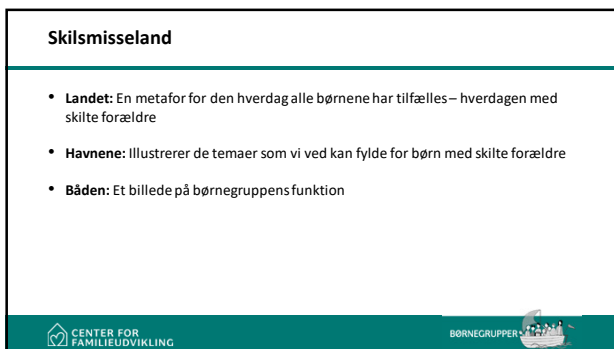 Skilsmisseland
• Landet: En metafor for den hverdag alle børnene har tilfælles – hverdagen med
skilte forældre
• Havnene: Illustrerer de temaer som vi ved kan fylde for børn med skilte forældre
• Båden: Et billede på børnegruppens funktion
CENTER FOR
FAMILIEUDVIKLING
BØRNEGRUPPER